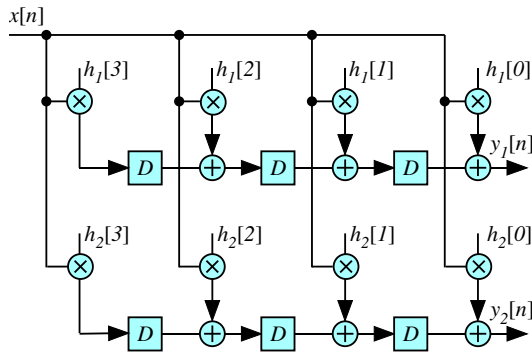 x[n]
h1[3] h1[2] h1[1] h1[0]
y1[n]
D D D
h2[3] h2[2] h2[1] h2[0]
y2[n]
D D D